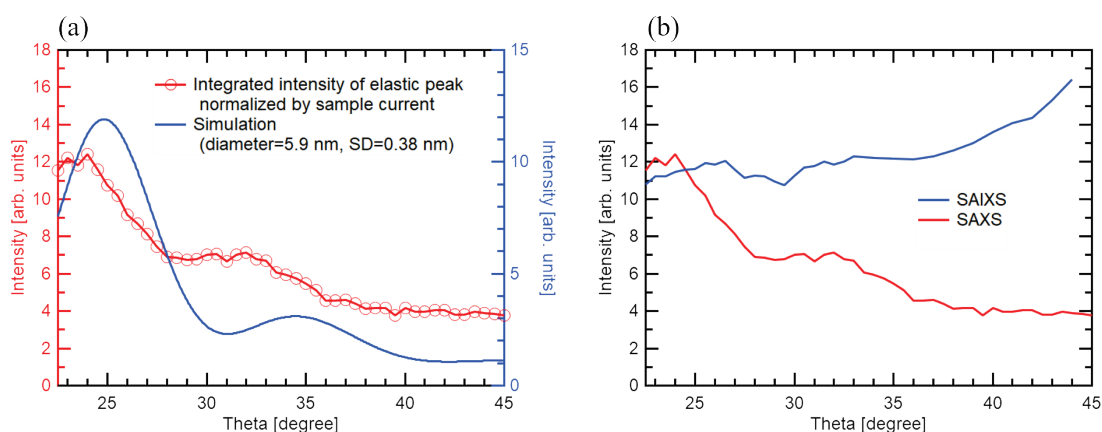 (a)
18
16
14
12
10
8
6
4
2
0
Intensity [arb. units]
Integrated intensity of elastic peak
normalized by sample current
Simulation
(diameter=5.9 nm, SD=0.38 nm)
15
10
5
0
Intensity [arb. units]
25
30
35
40
45
Theta [degree]
(b)
18
16
14
12
10
8
6
4
2
0
Intensity [arb. units]
SAIXS
SAXS
25
30
35
40
45
Theta [degree]